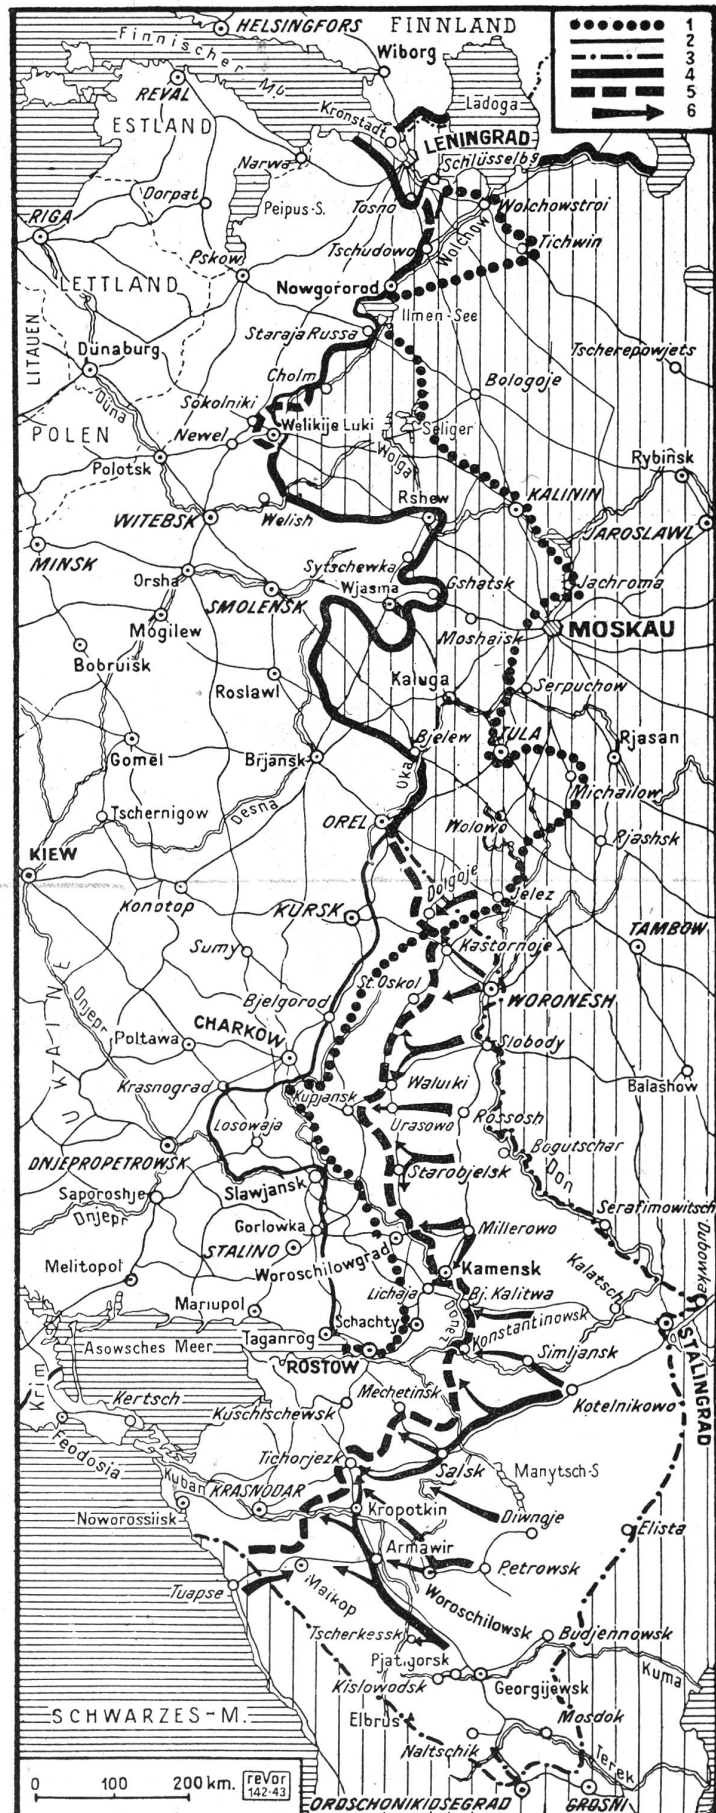 HELSINGFORS
FINNLAND
Finnischer M.b.
Wiborg
REVAL
Kronstadt
Ladoga
1
2
3
4
5
6
ESTLAND
LENINGRAD
Schlüsselbg
Narwa
Dorpat
Peipus-S.
Tosno
Wolchowstroi
RIGA
Tschudowo
Wolchow
Tichwin
Pskow
LETTLAND
Nowgororod
Ilmen-See
Staraja Russa
LITAUEN
Dünaburg
Tscherepowjets
Düna
Cholm
Bologoje
Sokolniki
POLEN
Newel
Welikije Luki
Seliger
Wolga
Polotsk
Rybinsk
WITEBSK
Welish
Rshew
KALININ
JAROSLAWL
MINSK
Orsha
Sytschewka
SMOLENSK
Wjasma
Gshatsk
Jachroma
Mogilew
Moshaisk
MOSKAU
Bobruisk
Roslawl
Kaluga
Serpuchow
Gomel
Brjansk
Bjelew
TULA
Rjasan
Oka
Michailow
Tschernigow
Desna
OREL
Wolowo
Rjashsk
KIEW
Konotop
Dolgoje
Jelez
KURSK
TAMBOW
Sumy
Kastornoje
St. Oskol
WORONESH
UKRAINE
Dnjepr
Bjelgorod
Poltawa
CHARKOW
Slobody
Krasnograd
Kupjansk
Waluiki
Balashow
Losowaja
Urasowo
Rossosh
DNJEPROPETROWSK
Bogutschar
Don
Slawjansk
Starobjelsk
Saporoshje
Dnjepr
Serafimowitsch
Gorlowka
Millerowo
STALINO
Woroschilowgrad
Dubowka
Melitopol
Kamensk
Kalatsch
Mariupol
Lichaja
Bj. Kalitwa
Schachty
Donez
Konstantinowsk
STALINGRAD
Taganrog
Asowsches Meer
ROSTOW
Simljansk
Krim
Kertsch
Mechetinsk
Kotelnikowo
Kuschtschewsk
Feodosia
Tichorjezk
Salsk
Manytsch-S
Kuban
KRASNODAR
Noworossiisk
Kropotkin
Diwnoje
Elista
Armawir
Petrowsk
Tuapse
Maikop
Woroschilowsk
Tscherkessk
Budjennowsk
Pjatigorsk
Kuma
Kislowodsk
Georgijewsk
SCHWARZES-M.
Elbrus
Mosdok
Naltschik
Terek
0 100 200 km.
revor
142-43
ORDSCHONIKIDSEGRAD
GROSNI